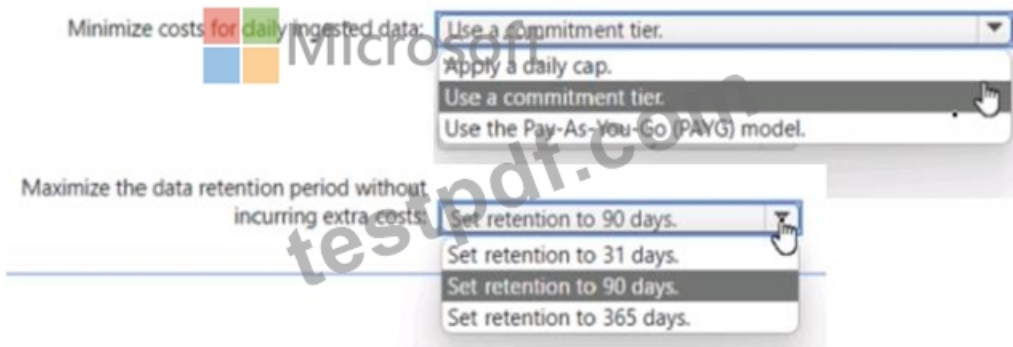 Minimize costs for daily ingested data: Use a commitment tier.
Microsoft
Apply a daily cap.
Use a commitment tier.
Use the Pay-As-You-Go (PAYG) model.
testpdf.com
Maximize the data retention period without
incurring extra costs: Set retention to 90 days.
Set retention to 31 days.
Set retention to 90 days.
Set retention to 365 days.